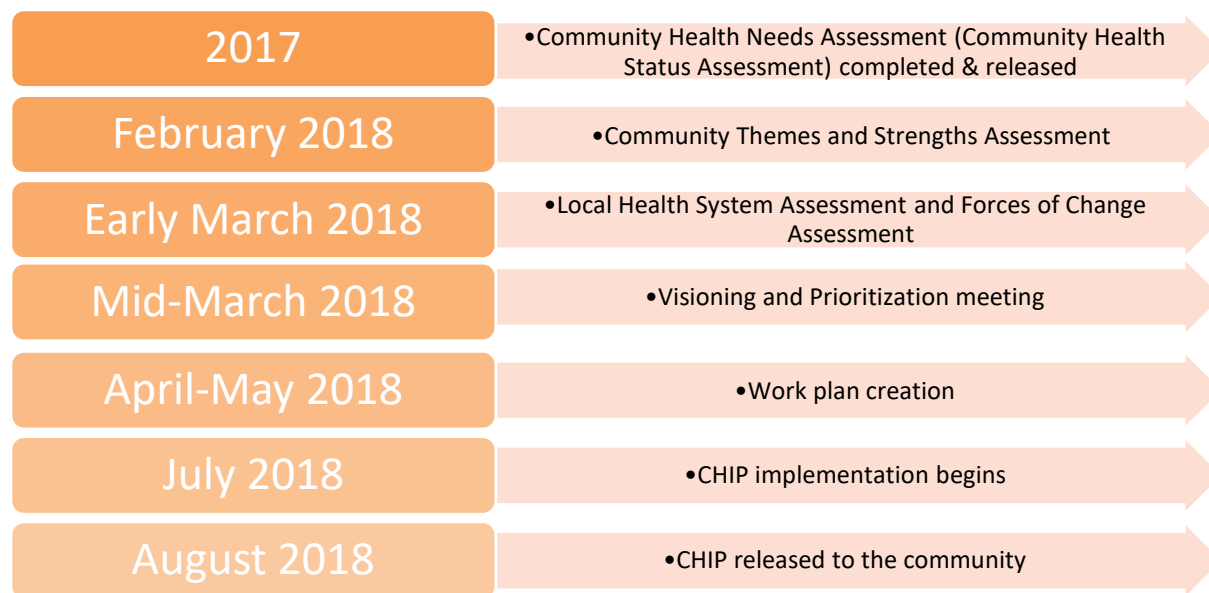 2017
•Community Health Needs Assessment (Community Health
Status Assessment) completed & released
February 2018
•Community Themes and Strengths Assessment
Early March 2018
•Local Health System Assessment and Forces of Change
Assessment
Mid-March 2018
•Visioning and Prioritization meeting
April-May 2018
•Work plan creation
July 2018
•CHIP implementation begins
August 2018
•CHIP released to the community